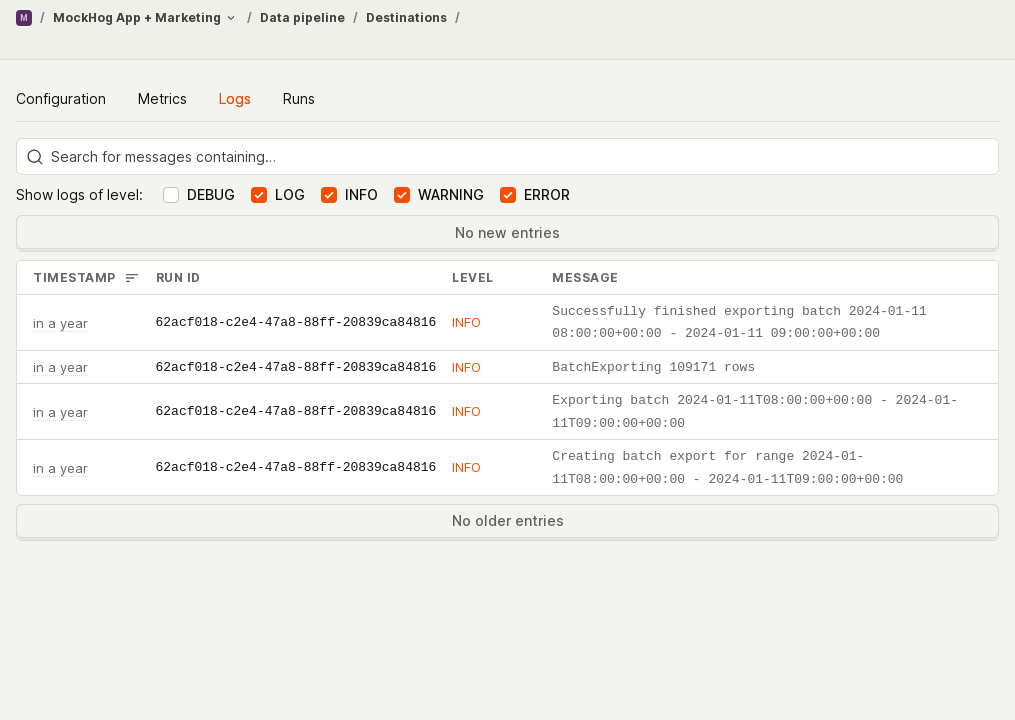 M / MockHog App + Marketing / Data pipeline / Destinations /
Configuration Metrics Logs Runs
Search for messages containing...
Show logs of level: DEBUG LOG INFO WARNING ERROR
No new entries
TIMESTAMP RUN ID LEVEL MESSAGE
in a year 62acf018-c2e4-47a8-88ff-20839ca84816 INFO Successfully finished exporting batch 2024-01-11
08:00:00+00:00 - 2024-01-11 09:00:00+00:00
in a year 62acf018-c2e4-47a8-88ff-20839ca84816 INFO BatchExporting 109171 rows
in a year 62acf018-c2e4-47a8-88ff-20839ca84816 INFO Exporting batch 2024-01-11T08:00:00+00:00 - 2024-01-
11T09:00:00+00:00
in a year 62acf018-c2e4-47a8-88ff-20839ca84816 INFO Creating batch export for range 2024-01-
11T08:00:00+00:00 - 2024-01-11T09:00:00+00:00
No older entries